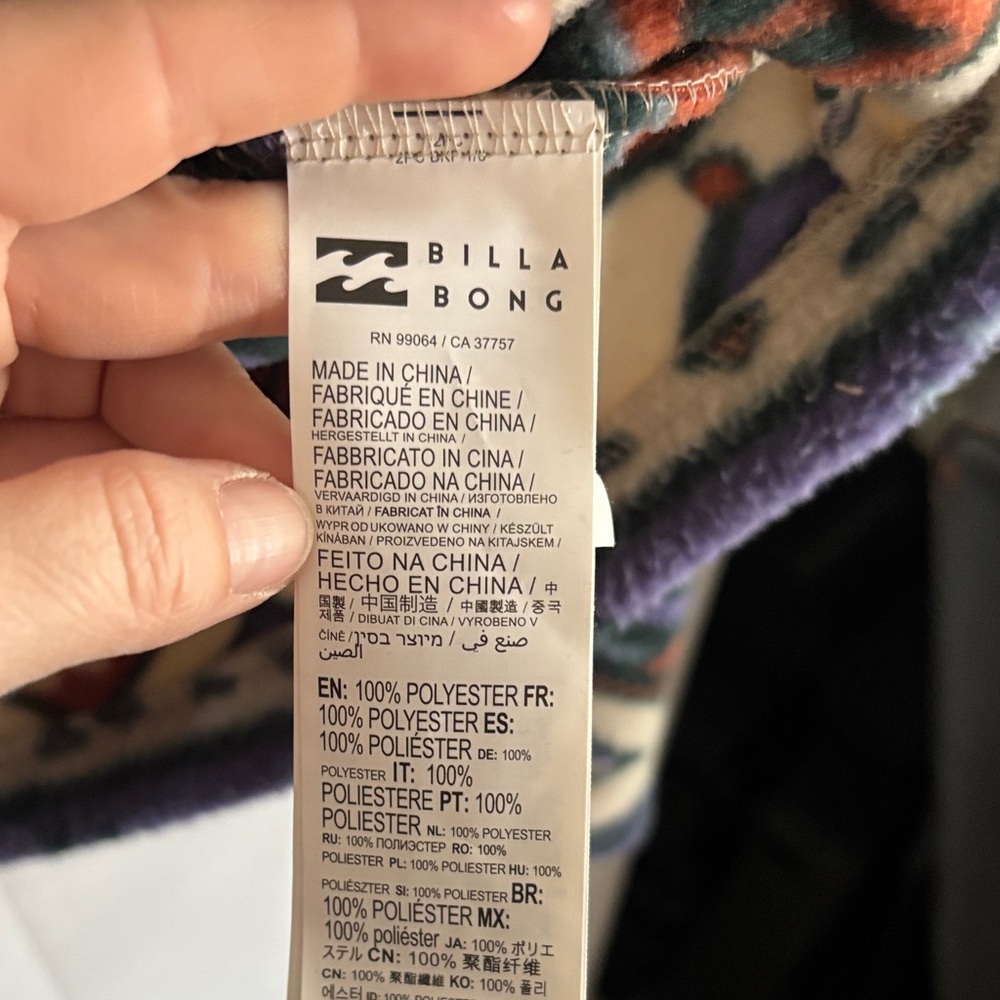 BILLA
BONG
RN 99064 / CA 37757
MADE IN CHINA /
FABRIQUÉ EN CHINE /
FABRICADO EN CHINA /
HERGESTELLT IN CHINA /
FABBRICATO IN CINA /
FABRICADO NA CHINA /
VERVAARDIGD IN CHINA / ИЗГОТОВЛЕНО
В КИТАЙ / FABRICAT ÎN CHINA /
WYPRODUKOWANO W CHINY / KÉSZÜLT
KÍNÁBAN / PROIZVEDENO NA KITAJSKEM /
FEITO NA CHINA /
HECHO EN CHINA / 中
国製 / 中国制造 / 中國製造 / 중국
제품 / DIBUAT DI CINA / VYROBENO V
ČÍNĚ / מיוצר בסין / صنع في
الصين
EN: 100% POLYESTER FR:
100% POLYESTER ES:
100% POLIÉSTER DE: 100%
POLYESTER IT: 100%
POLIESTERE PT: 100%
POLIESTER NL: 100% POLYESTER
RU: 100% ПОЛИЭСТЕР RO: 100%
POLIESTER PL: 100% POLIESTER HU: 100%
POLIÉSZTER SI: 100% POLIESTER BR:
100% POLIÉSTER MX:
100% poliéster JA: 100% ポリエ
ステル CN: 100% 聚酯纤维
CN: 100% 聚酯纖維 KO: 100% 폴리
에스터 ID: 100%